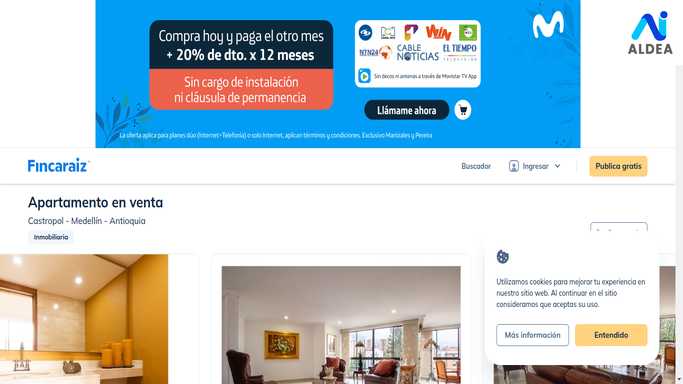 Compra hoy y paga el otro mes
+ 20% de dto. x 12 meses
Sin cargo de instalación
ni cláusula de permanencia
WIN
NTN24
CABLE
NOTICIAS
EL TIEMPO
TELEVISIÓN
Sin decos ni antenas a través de Movistar TV App
Llámame ahora
La oferta aplica para planes dúo (Internet+Telefonía) o solo Internet, aplican términos y condiciones. Exclusivo Manizales y Pereira
ALDEA
Fincaraiz
Buscador
Ingresar
Publica gratis
Apartamento en venta
Castropol - Medellín - Antioquia
Inmobiliaria
Utilizamos cookies para mejorar tu experiencia en
nuestro sitio web. Al continuar en el sitio
consideramos que aceptas su uso.
Más información
Entendido